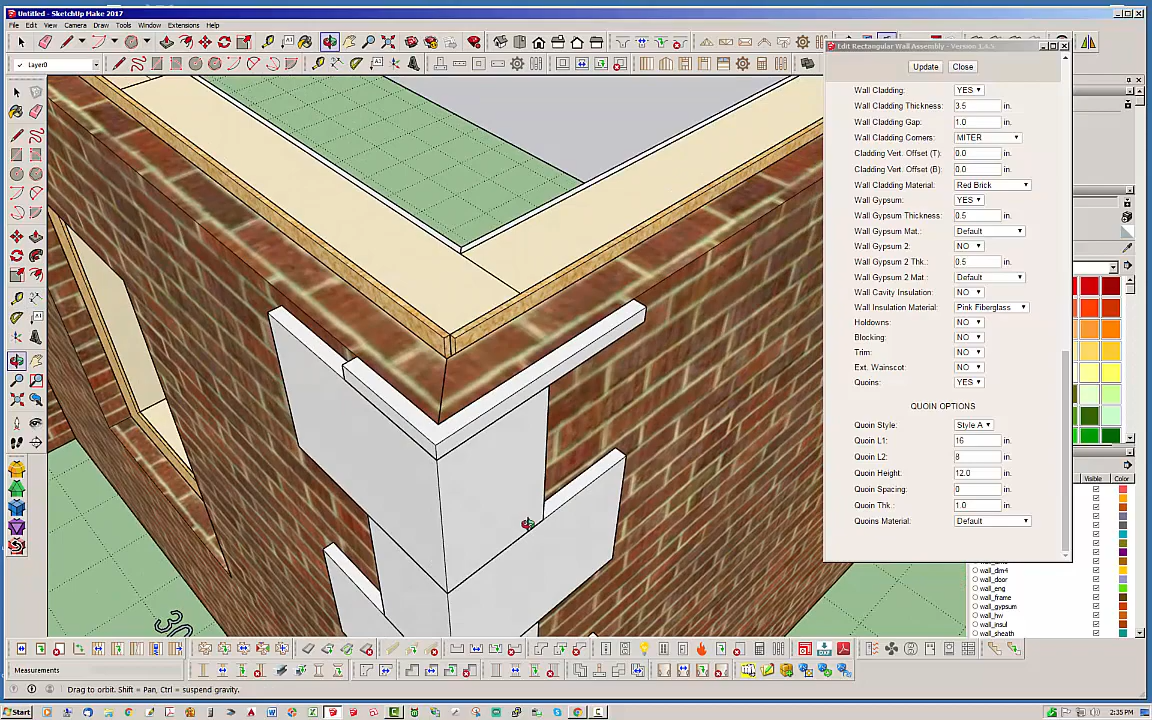 Untitled - SketchUp Make 2017
File Edit View Camera Draw Tools Window Extensions Help
Layer0
Edit Rectangular Wall Assembly - Version 1.4.5
Update Close
Wall Cladding: YES
Wall Cladding Thickness: 3.5 in.
Wall Cladding Gap: 1.0 in.
Wall Cladding Corners: MITER
Cladding Vert. Offset (T): 0.0 in.
Cladding Vert. Offset (B): 0.0 in.
Wall Cladding Material: Red Brick
Wall Gypsum: YES
Wall Gypsum Thickness: 0.5 in.
Wall Gypsum Mat.: Default
Wall Gypsum 2: NO
Wall Gypsum 2 Thk.: 0.5 in.
Wall Gypsum 2 Mat.: Default
Wall Cavity Insulation: NO
Wall Insulation Material: Pink Fiberglass
Holdowns: NO
Blocking: NO
Trim: NO
Ext. Wainscot: NO
Quoins: YES
QUOIN OPTIONS
Quoin Style: Style A
Quoin L1: 16 in.
Quoin L2: 8 in.
Quoin Height: 12.0 in.
Quoin Spacing: 0 in.
Quoin Thk.: 1.0 in.
Quoins Material: Default
Visible Color
wall_dim4
wall_door
wall_eng
wall_frame
wall_gypsum
wall_hw
wall_insul
wall_sheath
30
Measurements
Drag to orbit. Shift = Pan, Ctrl = suspend gravity.
Start
2:35 PM